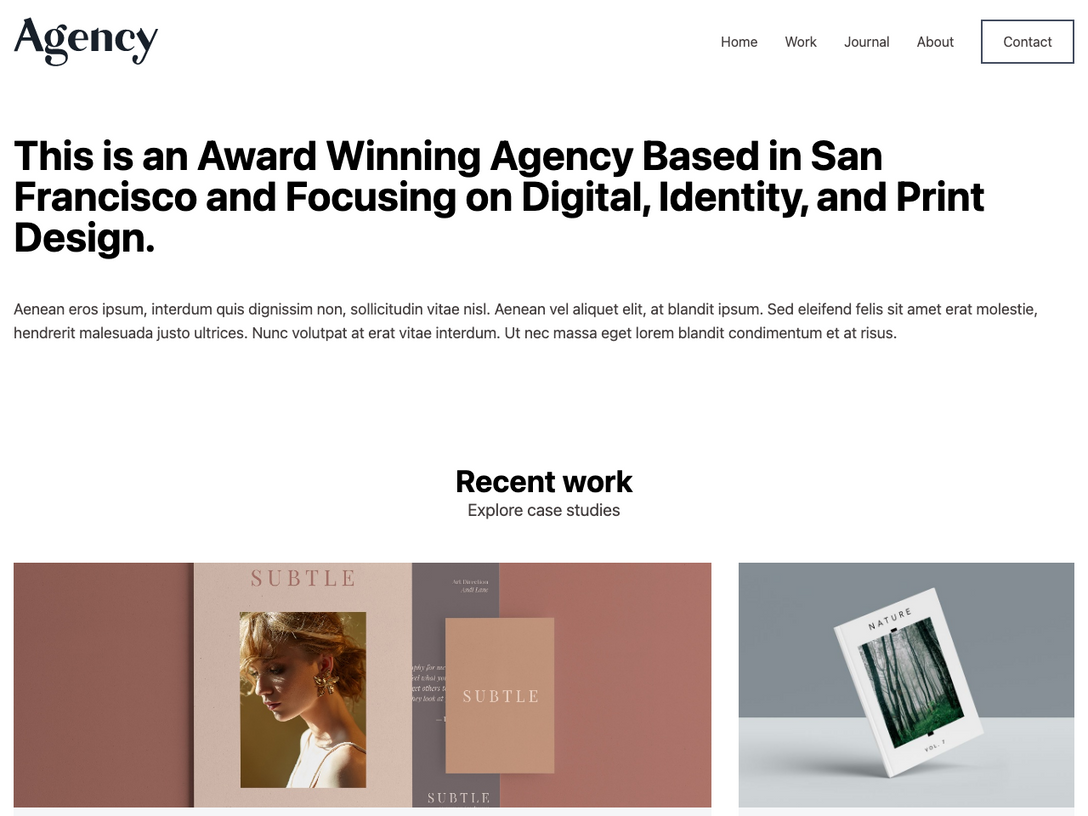 Agency
Home Work Journal About Contact
This is an Award Winning Agency Based in San
Francisco and Focusing on Digital, Identity, and Print
Design.
Aenean eros ipsum, interdum quis dignissim non, sollicitudin vitae nisl. Aenean vel aliquet elit, at blandit ipsum. Sed eleifend felis sit amet erat molestie,
hendrerit malesuada justo ultrices. Nunc volutpat at erat vitae interdum. Ut nec massa eget lorem blandit condimentum et at risus.
Recent work
Explore case studies
SUBTLE
Art Direction
Andi Lane
SUBTLE
SUBTLE
NATURE
VOL. 7